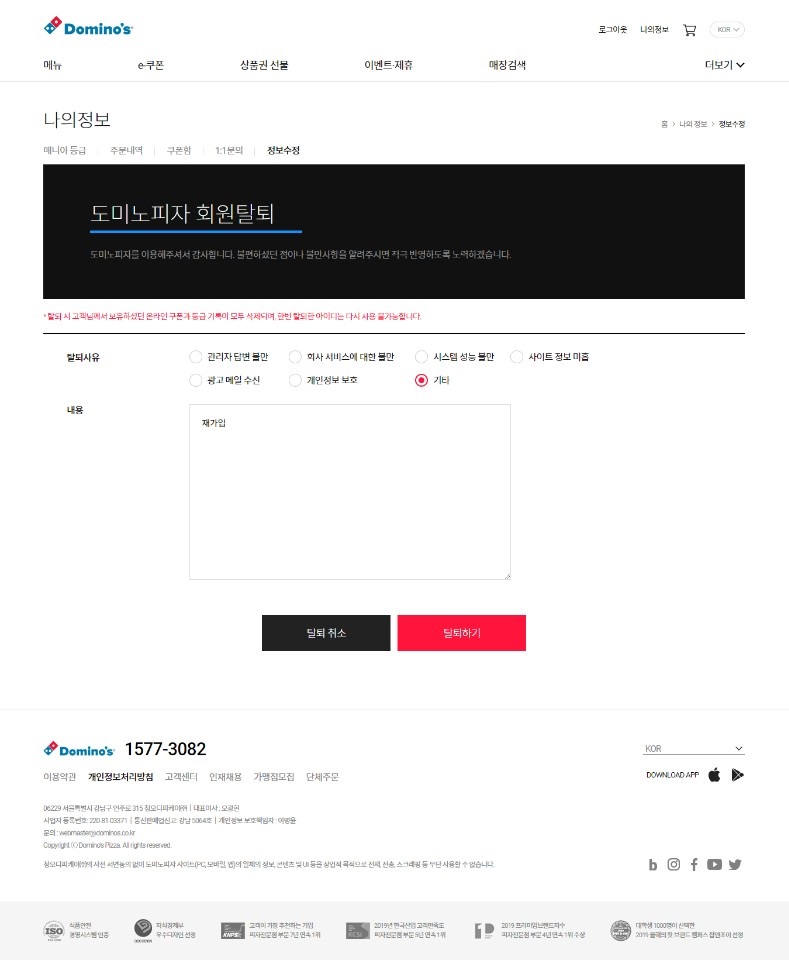 Domino's
로그아웃 나의정보 KOR
메뉴 e-쿠폰 상품권 선물 이벤트·제휴 매장검색 더보기
나의정보
홈 > 나의 정보 > 정보수정
매니아 등급 주문내역 쿠폰함 1:1문의 정보수정
도미노피자 회원탈퇴
도미노피자를 이용해주셔서 감사합니다. 불편하셨던 점이나 불만사항을 알려주시면 적극 반영하도록 노력하겠습니다.
* 탈퇴 시 고객님께서 보유하셨던 온라인 쿠폰과 등급 기록이 모두 삭제되며, 한번 탈퇴한 아이디는 다시 사용 불가능합니다.
탈퇴사유 관리자 답변 불만 회사 서비스에 대한 불만 시스템 성능 불만 사이트 정보 미흡
광고 메일 수신 개인정보 보호 기타
내용
재가입
탈퇴 취소 탈퇴하기
Domino's 1577-3082
KOR
이용약관 개인정보처리방침 고객센터 인재채용 가맹점모집 단체주문
DOWNLOAD APP
06229 서울특별시 강남구 언주로 315 청오디피케이㈜ | 대표이사 : 오광현
사업자 등록번호: 220-81-03371 | 통신판매업신고: 강남 5064호 | 개인정보 보호책임자 : 이명윤
문의 : webmaster@dominos.co.kr
Copyright ⓒ Domino's Pizza. All rights reserved.
청오디피케이㈜의 사전 서면동의 없이 도미노피자 사이트(PC, 모바일, 앱)의 일체의 정보, 콘텐츠 및 UI 등을 상업적 목적으로 전재, 전송, 스크래핑 등 무단 사용할 수 없습니다.
ISO 식품안전
경영시스템 인증
지식경제부
우수디자인 선정
KNPS 고객이 가장 추천하는 기업
피자전문점 부문 7년 연속 1위
KCSI 2019년 한국산업 고객만족도
피자전문점 부문 5년 연속 1위
2019 프리미엄브랜드지수
피자전문점 부문 4년 연속 1위 수상
대학생 1000명이 선택한
2019 올해의 핫 브랜드 캠퍼스 잡앤조이 선정